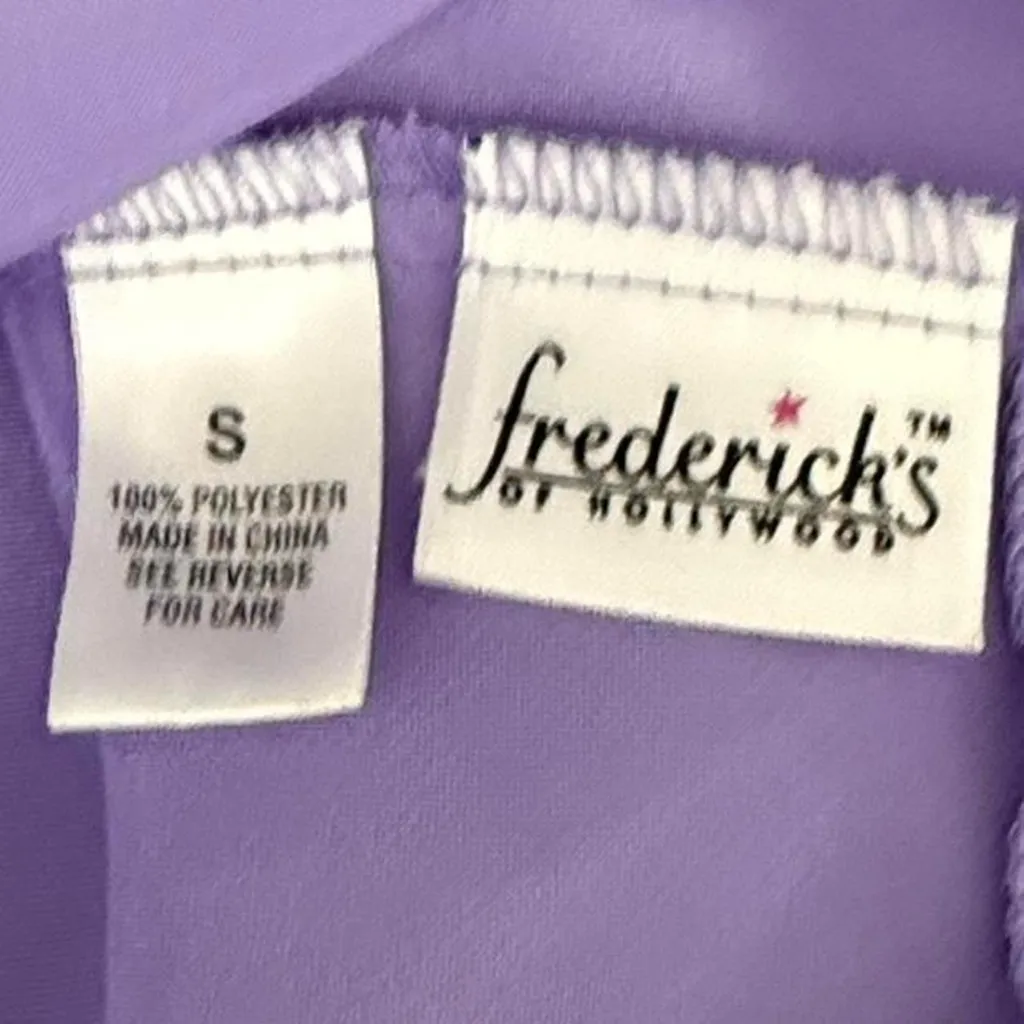 S
100% POLYESTER
MADE IN CHINA
SEE REVERSE
FOR CARE
frederick's™
OF HOLLYWOOD